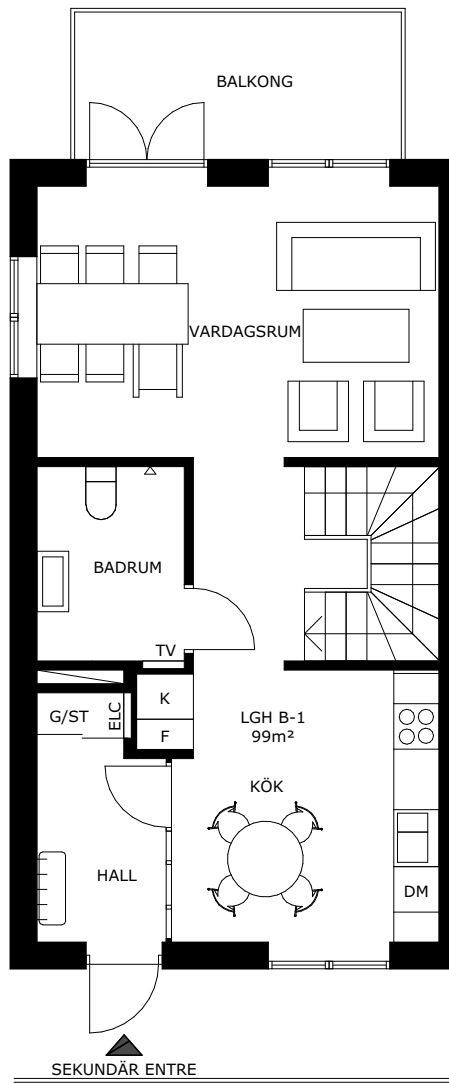 BALKONG
VARDAGSRUM
BADRUM
TV
K
LGH B-1
G/ST
ELC
99m²
F
KÖK
HALL
DM
SEKUNDÄR ENTRE